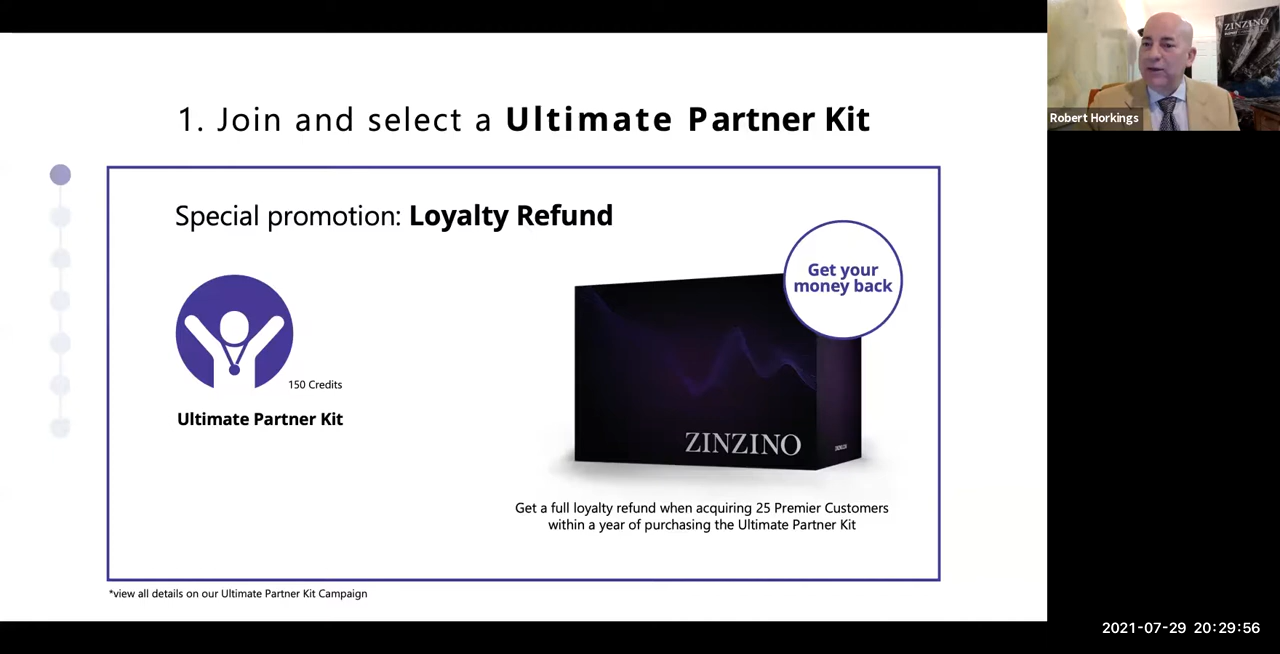 1. Join and select a Ultimate Partner Kit
Special promotion: Loyalty Refund
Get your
money back
150 Credits
Ultimate Partner Kit
ZINZINO
Get a full loyalty refund when acquiring 25 Premier Customers
within a year of purchasing the Ultimate Partner Kit
*view all details on our Ultimate Partner Kit Campaign
ZINZINO
Robert Horkings
2021-07-29 20:29:56